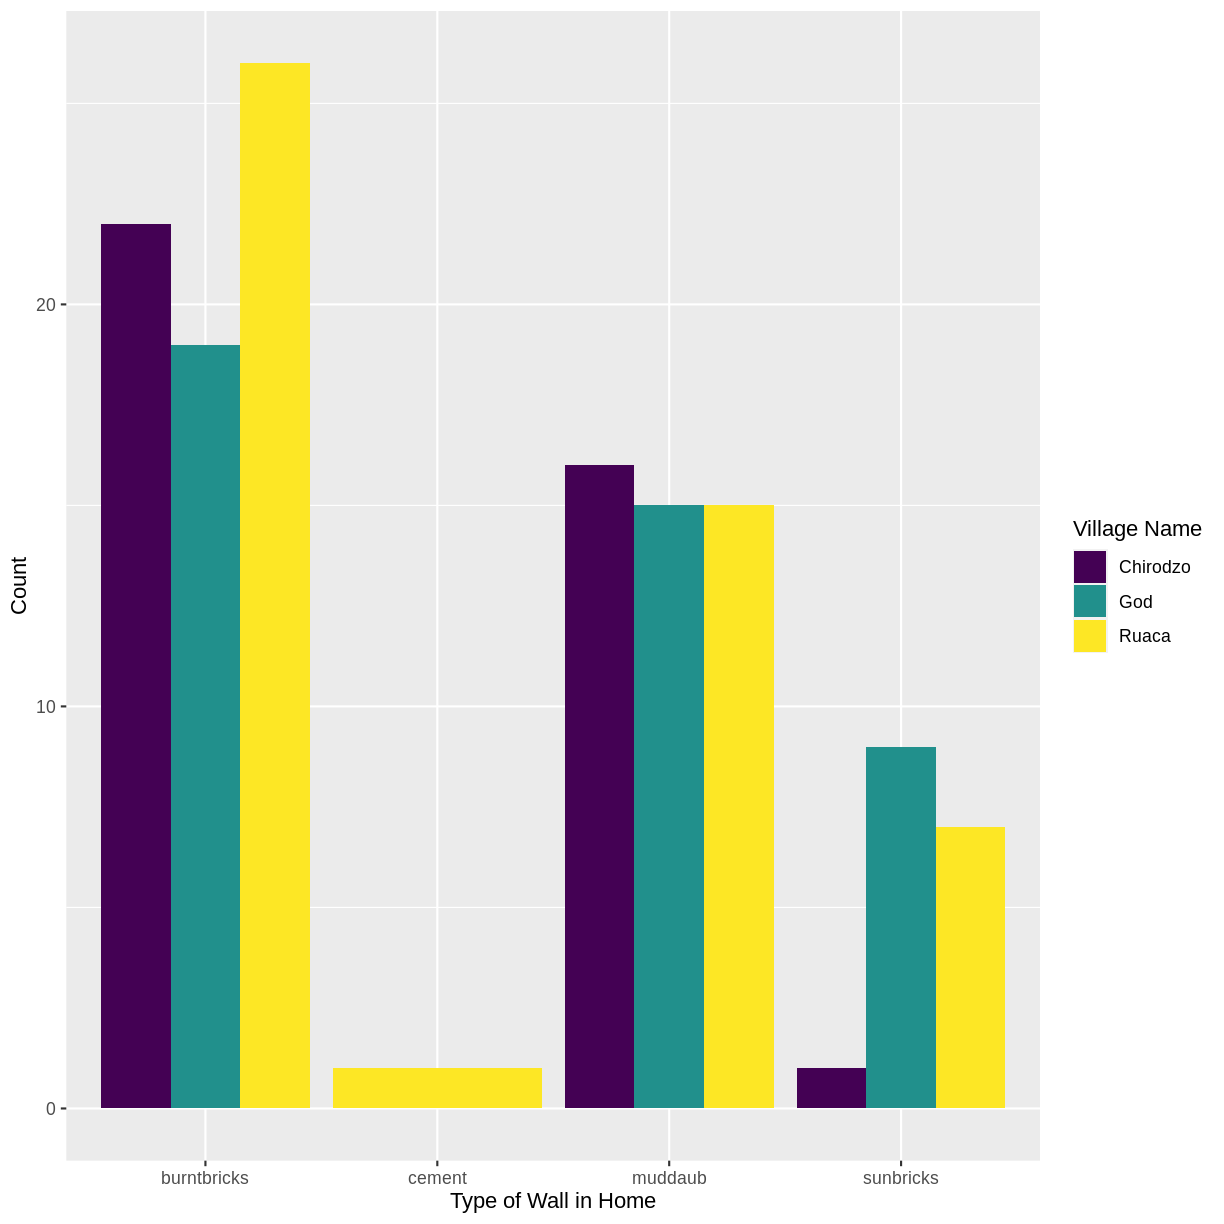 20
10
0
Count
burntbricks cement muddaub sunbricks
Type of Wall in Home
Village Name
Chirodzo
God
Ruaca